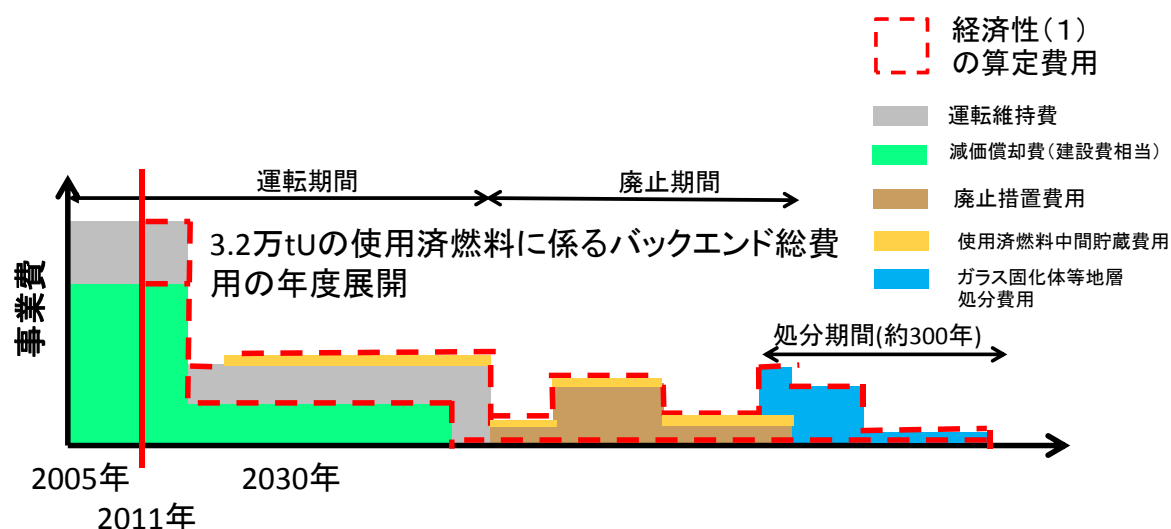 経済性(1)
の算定費用
運転維持費
減価償却費(建設費相当)
廃止措置費用
使用済燃料中間貯蔵費用
ガラス固化体等地層
処分費用
運転期間
廃止期間
3.2万tUの使用済燃料に係るバックエンド総費
用の年度展開
処分期間(約300年)
事業費
2005年
2011年
2030年